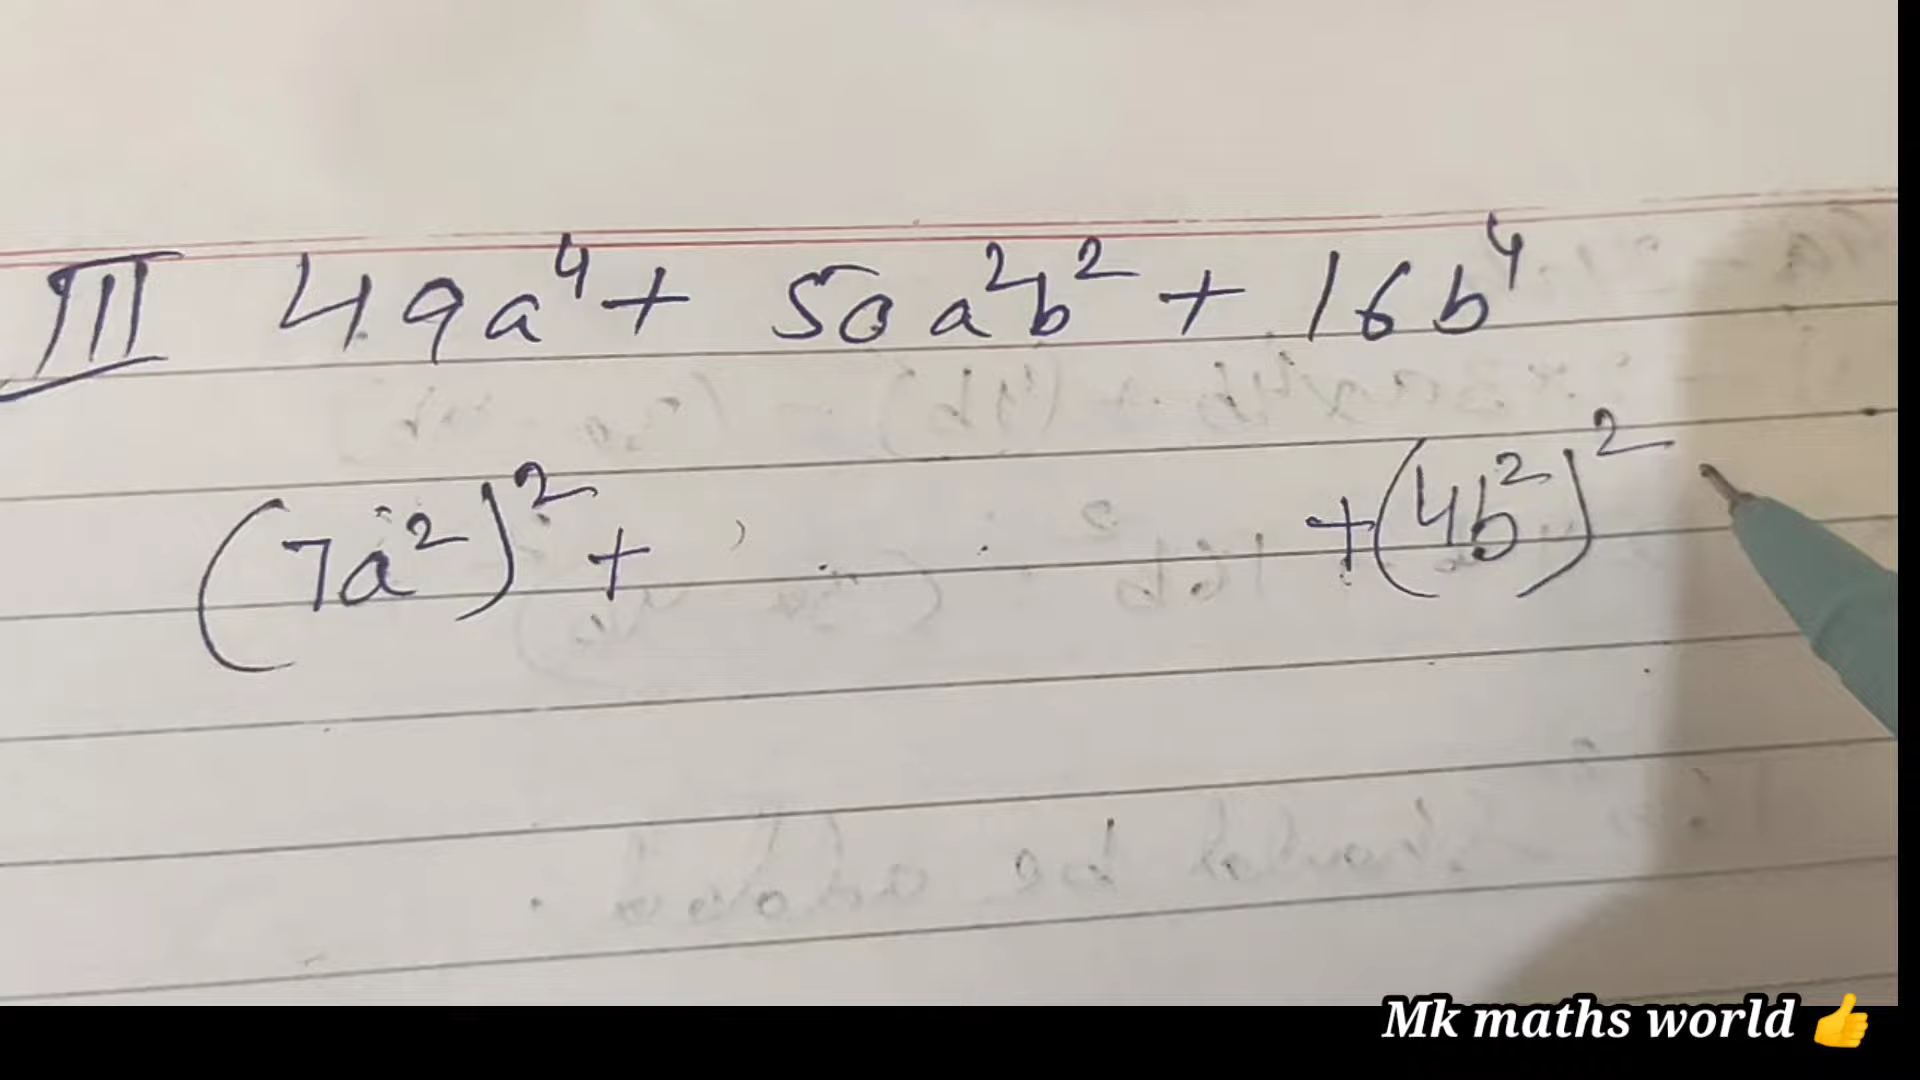 III 49a⁴ + 50a²b² + 16b⁴
(7a²)² + +(4b²)²
Mk maths world 👍